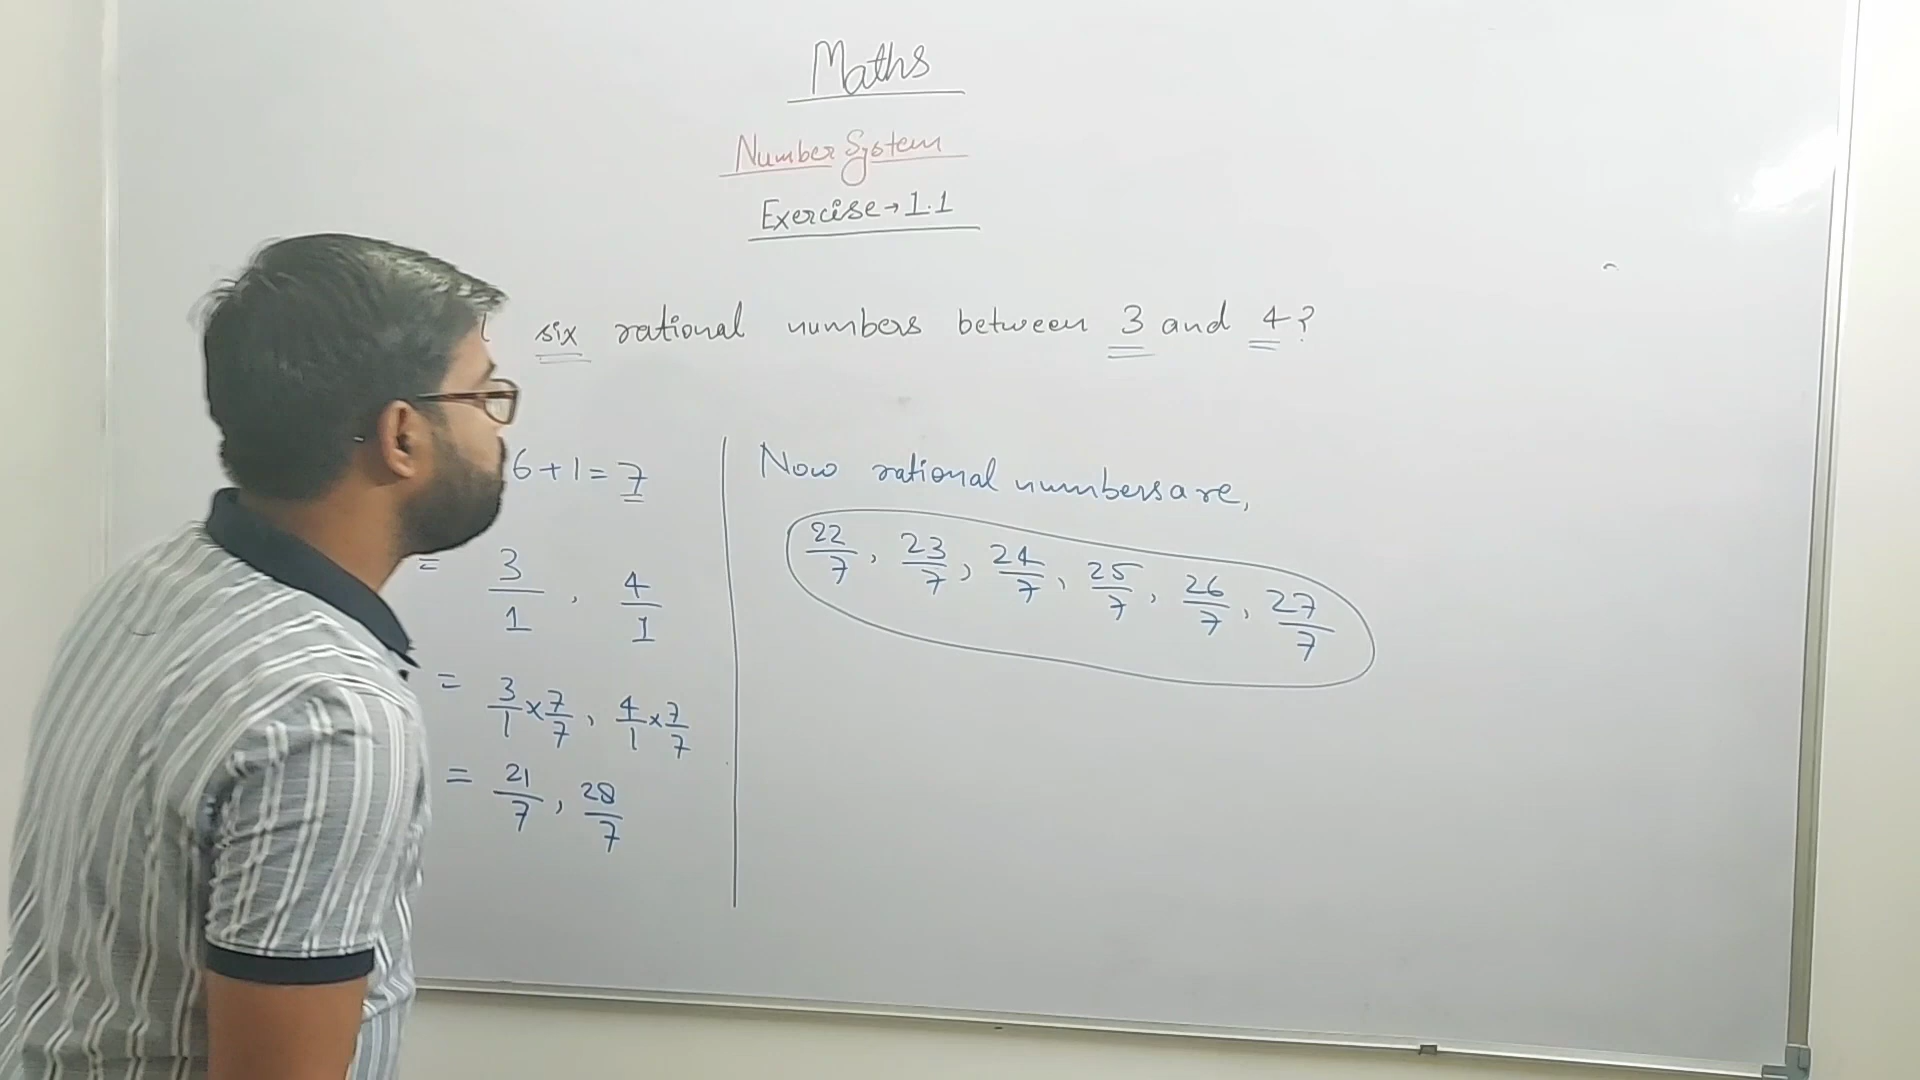 Maths
Number System
Exercise→1.1
six rational numbers between 3 and 4?
6+1=7
= 3/1, 4/1
= 3/1×7/7, 4/1×7/7
= 21/7, 28/7
Now rational numbers are,
22/7, 23/7, 24/7, 25/7, 26/7, 27/7